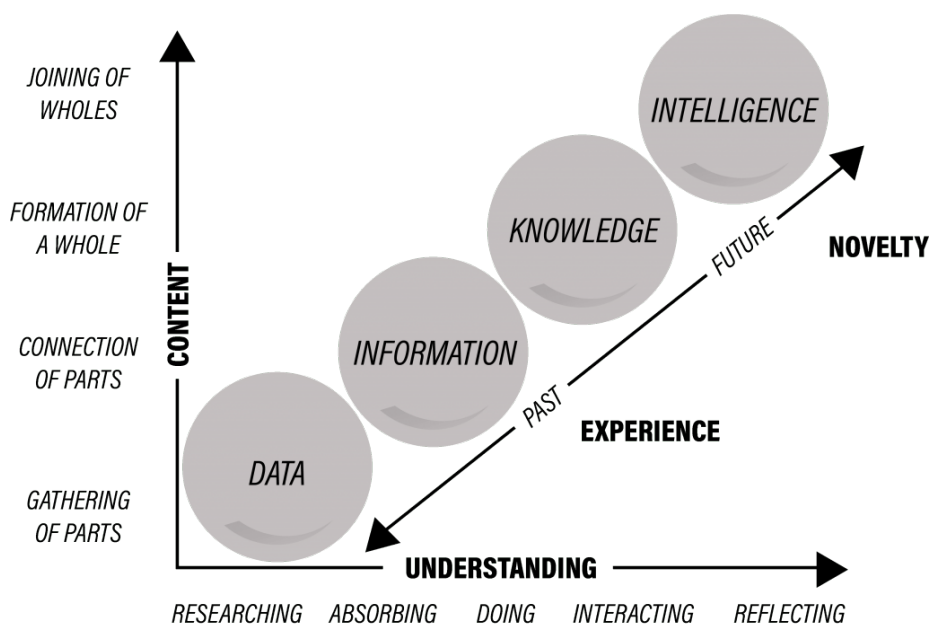 JOINING OF
WHOLES
INTELLIGENCE
FORMATION OF
A WHOLE
KNOWLEDGE
FUTURE
NOVELTY
CONTENT
CONNECTION
OF PARTS
INFORMATION
PAST
EXPERIENCE
GATHERING
OF PARTS
DATA
UNDERSTANDING
RESEARCHING ABSORBING DOING INTERACTING REFLECTING